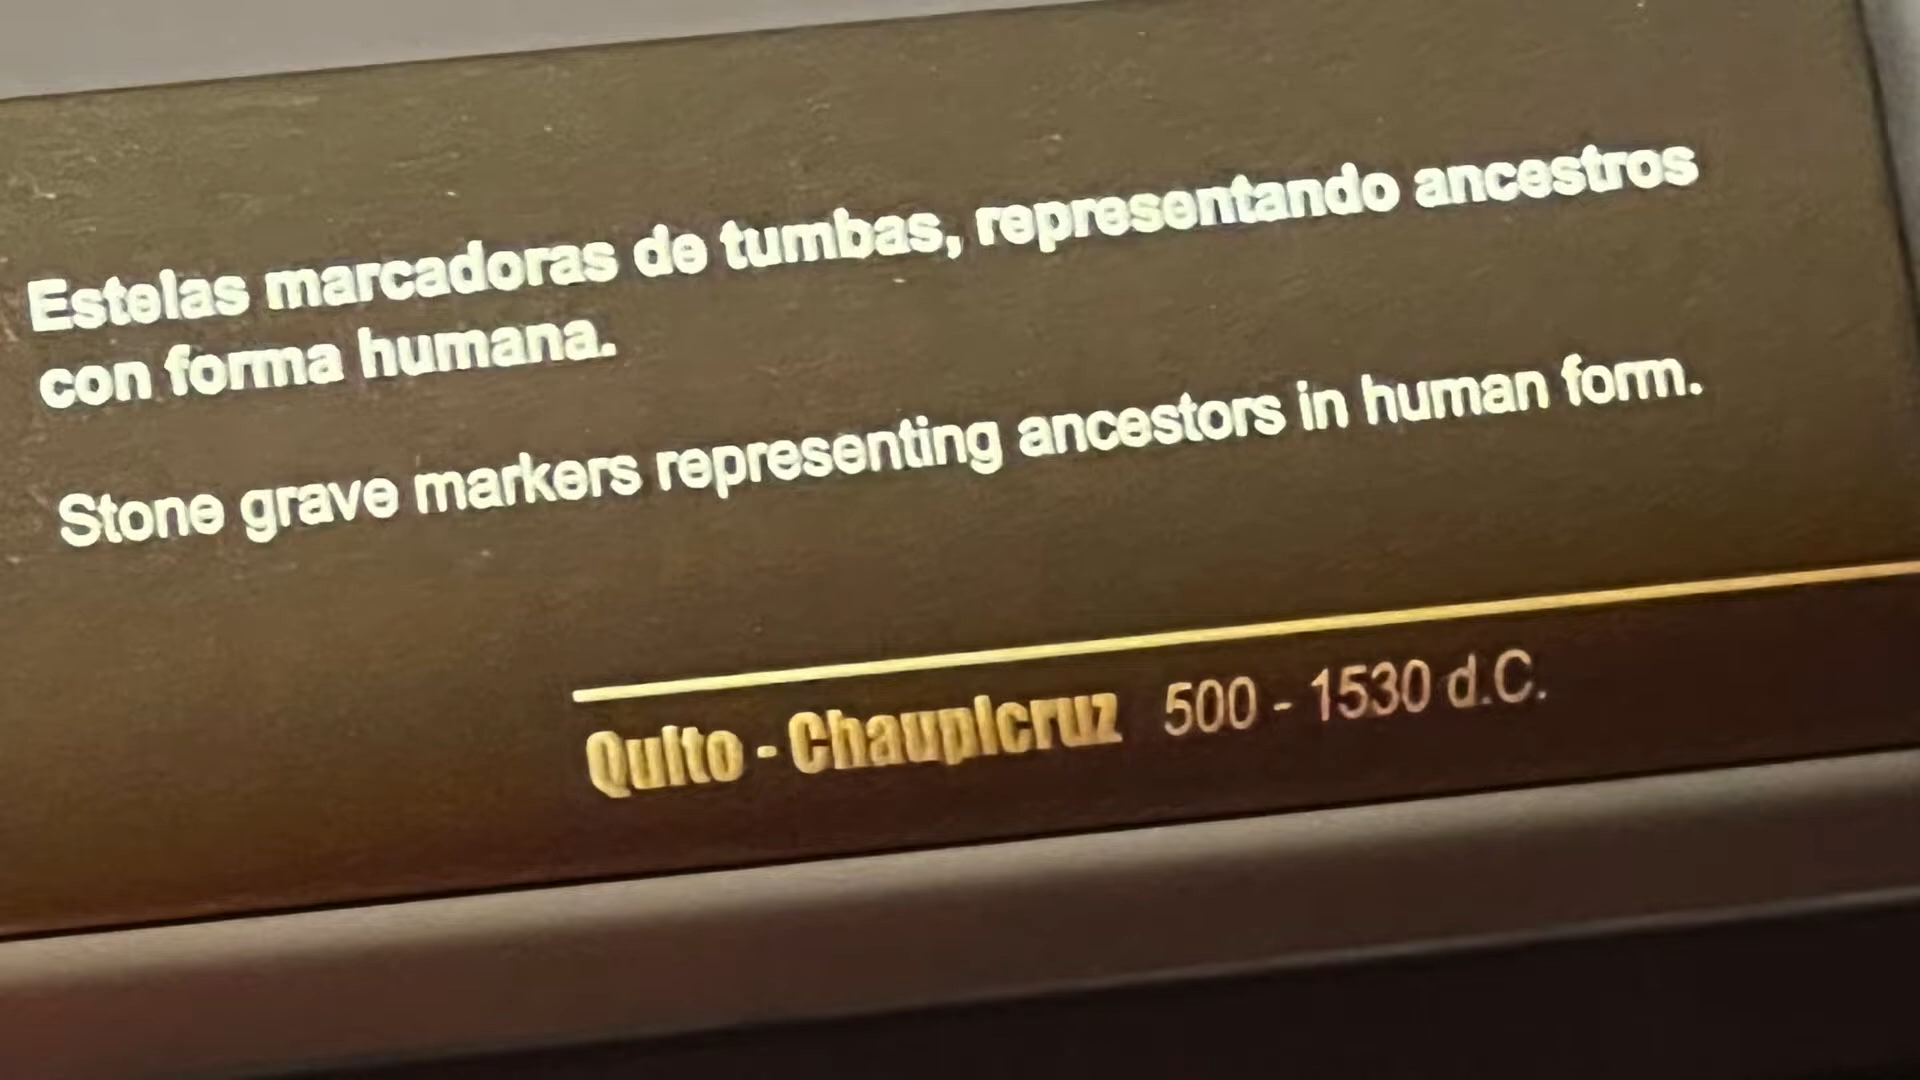 Estelas marcadoras de tumbas, representando ancestros
con forma humana.
Stone grave markers representing ancestors in human form.
Quito - Chaupicruz 500 - 1530 d.C.